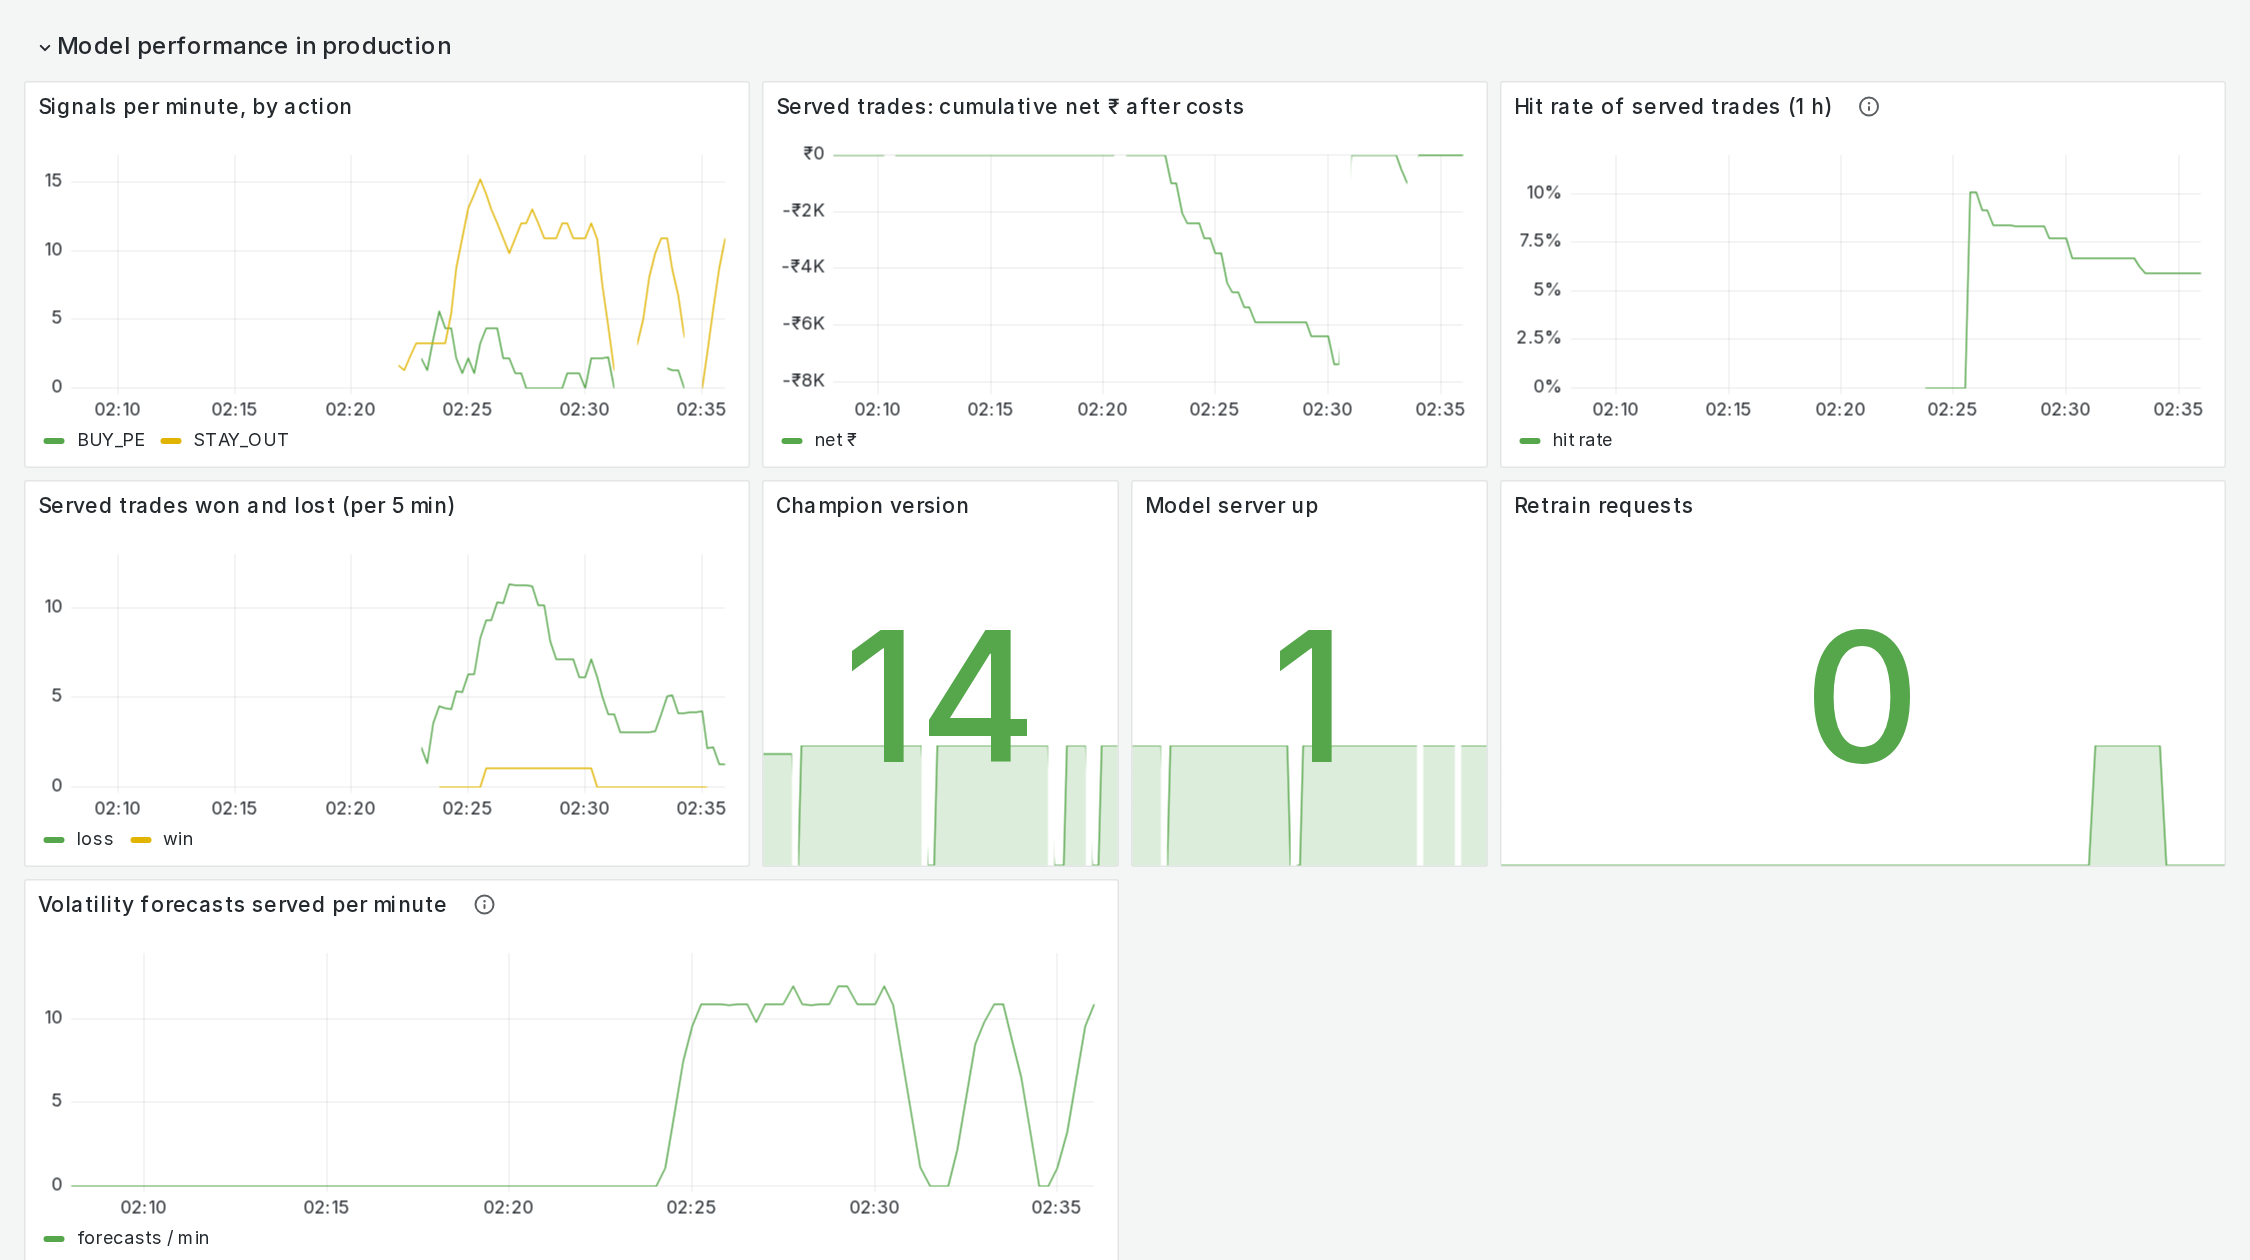 Model performance in production
Signals per minute, by action
15
10
5
0
02:10 02:15 02:20 02:25 02:30 02:35
BUY_PE STAY_OUT
Served trades: cumulative net ₹ after costs
₹0
-₹2K
-₹4K
-₹6K
-₹8K
02:10 02:15 02:20 02:25 02:30 02:35
net ₹
Hit rate of served trades (1 h)
10%
7.5%
5%
2.5%
0%
02:10 02:15 02:20 02:25 02:30 02:35
hit rate
Served trades won and lost (per 5 min)
10
5
0
02:10 02:15 02:20 02:25 02:30 02:35
loss win
Champion version
14
Model server up
1
Retrain requests
0
Volatility forecasts served per minute
10
5
0
02:10 02:15 02:20 02:25 02:30 02:35
forecasts / min